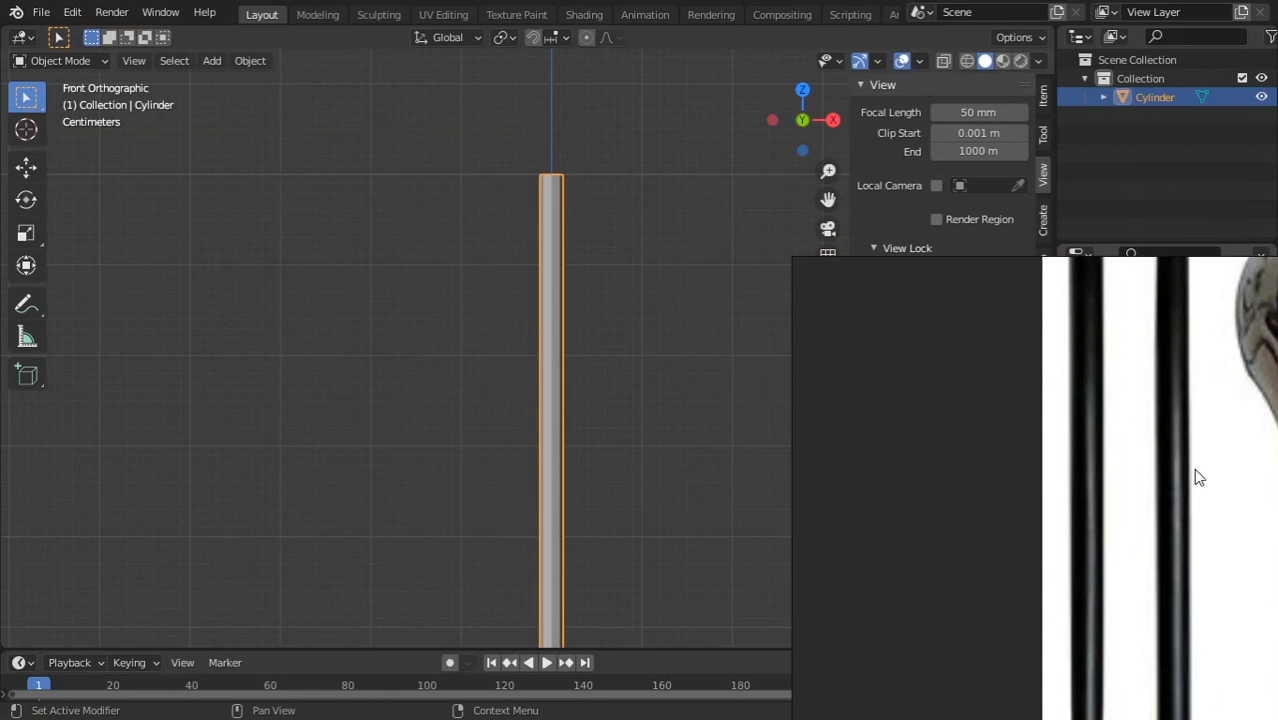 File Edit Render Window Help Layout Modeling Sculpting UV Editing Texture Paint Shading Animation Rendering Compositing Scripting Scene View Layer
Global Options
Object Mode View Select Add Object
Front Orthographic
(1) Collection | Cylinder
Centimeters
Z
Y X
View
Focal Length 50 mm
Clip Start 0.001 m
End 1000 m
Local Camera
Render Region
View Lock
Item
Tool
View
Create
Scene Collection
Collection
Cylinder
Playback Keying View Marker
1 20 40 60 80 100 120 140 160 180
Set Active Modifier Pan View Context Menu